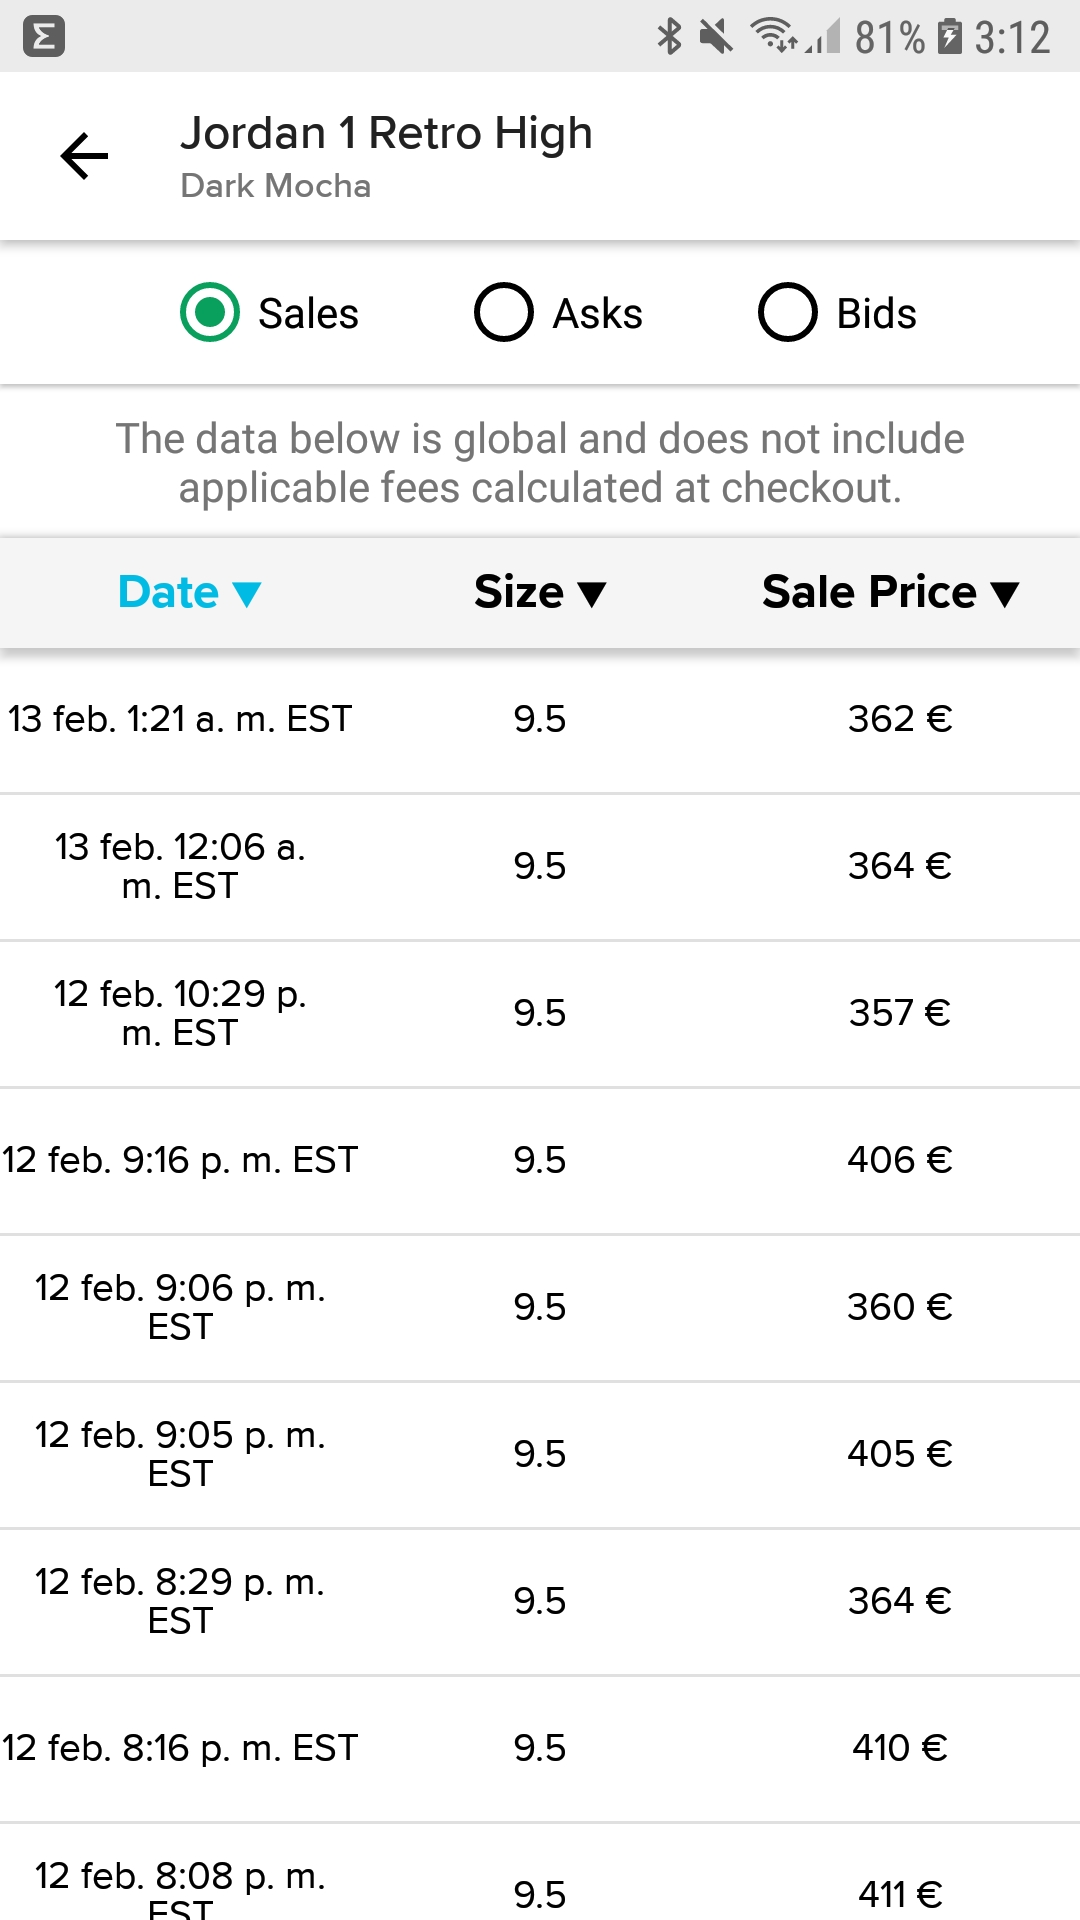 81% 3:12
Jordan 1 Retro High
Dark Mocha
Sales Asks Bids
The data below is global and does not include
applicable fees calculated at checkout.
Date ▼ Size ▼ Sale Price ▼
13 feb. 1:21 a. m. EST 9.5 362 €
13 feb. 12:06 a.
m. EST 9.5 364 €
12 feb. 10:29 p.
m. EST 9.5 357 €
12 feb. 9:16 p. m. EST 9.5 406 €
12 feb. 9:06 p. m.
EST 9.5 360 €
12 feb. 9:05 p. m.
EST 9.5 405 €
12 feb. 8:29 p. m.
EST 9.5 364 €
12 feb. 8:16 p. m. EST 9.5 410 €
12 feb. 8:08 p. m.
EST 9.5 411 €